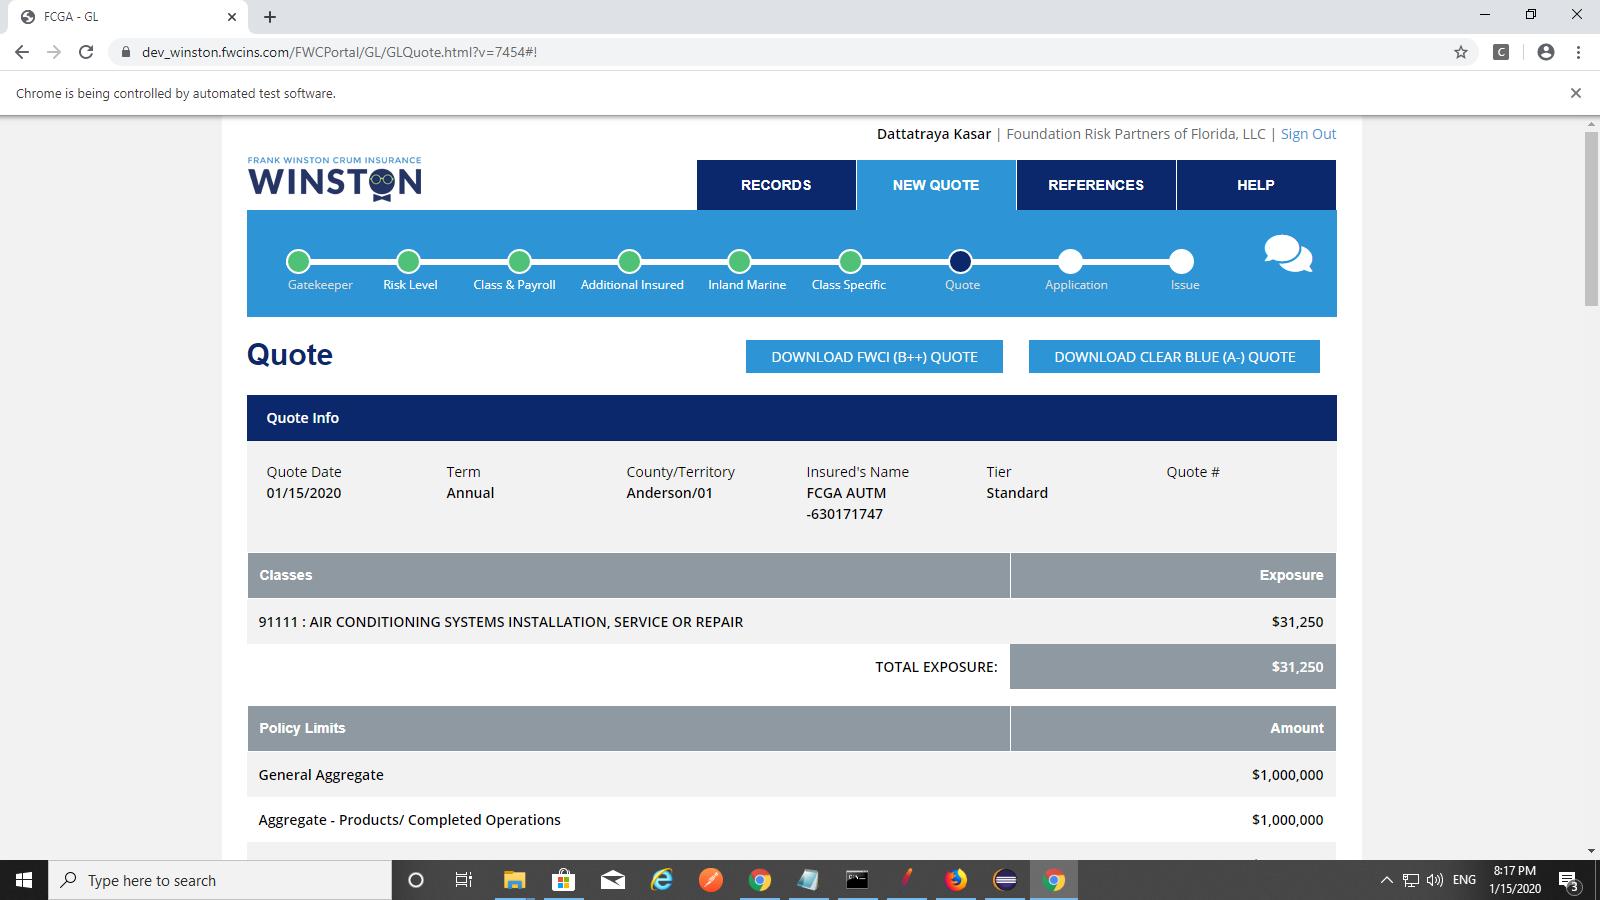 FCGA - GL
dev_winston.fwcins.com/FWCPortal/GL/GLQuote.html?v=7454#!
C
Chrome is being controlled by automated test software.
Dattatraya Kasar | Foundation Risk Partners of Florida, LLC | Sign Out
FRANK WINSTON CRUM INSURANCE
WINSTON
RECORDS
NEW QUOTE
REFERENCES
HELP
Gatekeeper
Risk Level
Class & Payroll
Additional Insured
Inland Marine
Class Specific
Quote
Application
Issue
Quote
DOWNLOAD FWCI (B++) QUOTE
DOWNLOAD CLEAR BLUE (A-) QUOTE
Quote Info
Quote Date
01/15/2020
Term
Annual
County/Territory
Anderson/01
Insured's Name
FCGA AUTM
-630171747
Tier
Standard
Quote #
Classes
Exposure
91111 : AIR CONDITIONING SYSTEMS INSTALLATION, SERVICE OR REPAIR
$31,250
TOTAL EXPOSURE:
$31,250
Policy Limits
Amount
General Aggregate
$1,000,000
Aggregate - Products/ Completed Operations
$1,000,000
Type here to search
ENG
8:17 PM
1/15/2020
3